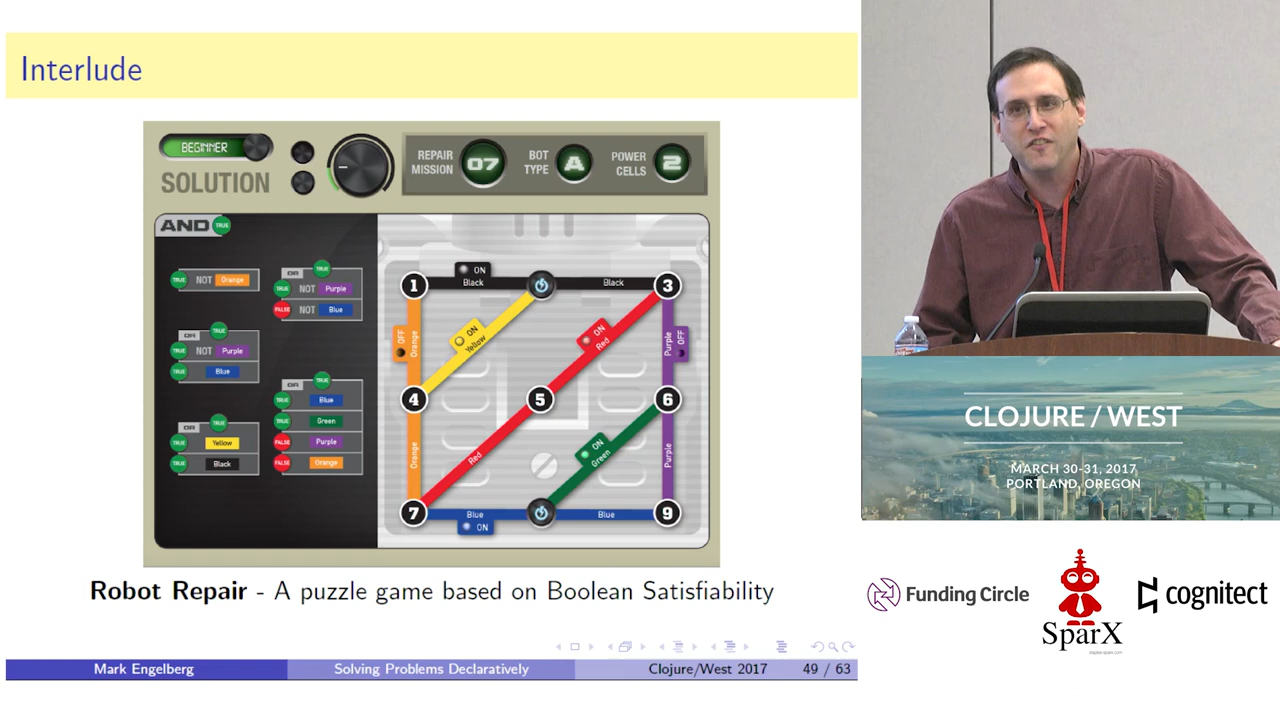 Interlude
BEGINNER
SOLUTION
REPAIR MISSION 07
BOT TYPE A
POWER CELLS 2
AND TRUE
TRUE NOT Orange
OR TRUE
TRUE NOT Purple
FALSE NOT Blue
OR TRUE
TRUE NOT Purple
TRUE Blue
OR TRUE
TRUE Blue
TRUE Green
FALSE Purple
FALSE Orange
OR TRUE
TRUE Yellow
TRUE Black
1 ON Black Black 3
OFF Orange
ON Yellow
ON Red
Purple OFF
4 5 6
Orange
Red
ON Green
Purple
7 Blue ON Blue 9
Robot Repair - A puzzle game based on Boolean Satisfiability
Mark Engelberg Solving Problems Declaratively Clojure/West 2017 49 / 63
CLOJURE / WEST
MARCH 30-31, 2017
PORTLAND, OREGON
Funding Circle
SparX
staples-sparx.com
cognitect